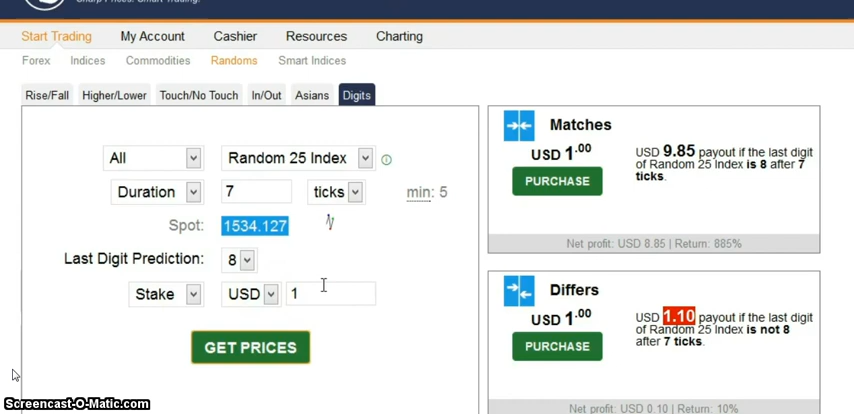 Sharp Prices. Smart Trading.
Start Trading My Account Cashier Resources Charting
Forex Indices Commodities Randoms Smart Indices
Rise/Fall Higher/Lower Touch/No Touch In/Out Asians Digits
All Random 25 Index
Duration 7 ticks min: 5
Spot: 1534.127
Last Digit Prediction: 8
Stake USD 1
GET PRICES
Matches
USD 1.00
PURCHASE
USD 9.85 payout if the last digit
of Random 25 Index is 8 after 7
ticks.
Net profit: USD 8.85 | Return: 885%
Differs
USD 1.00
PURCHASE
USD 1.10 payout if the last digit
of Random 25 Index is not 8
after 7 ticks.
Net profit: USD 0.10 | Return: 10%
Screencast-O-Matic.com